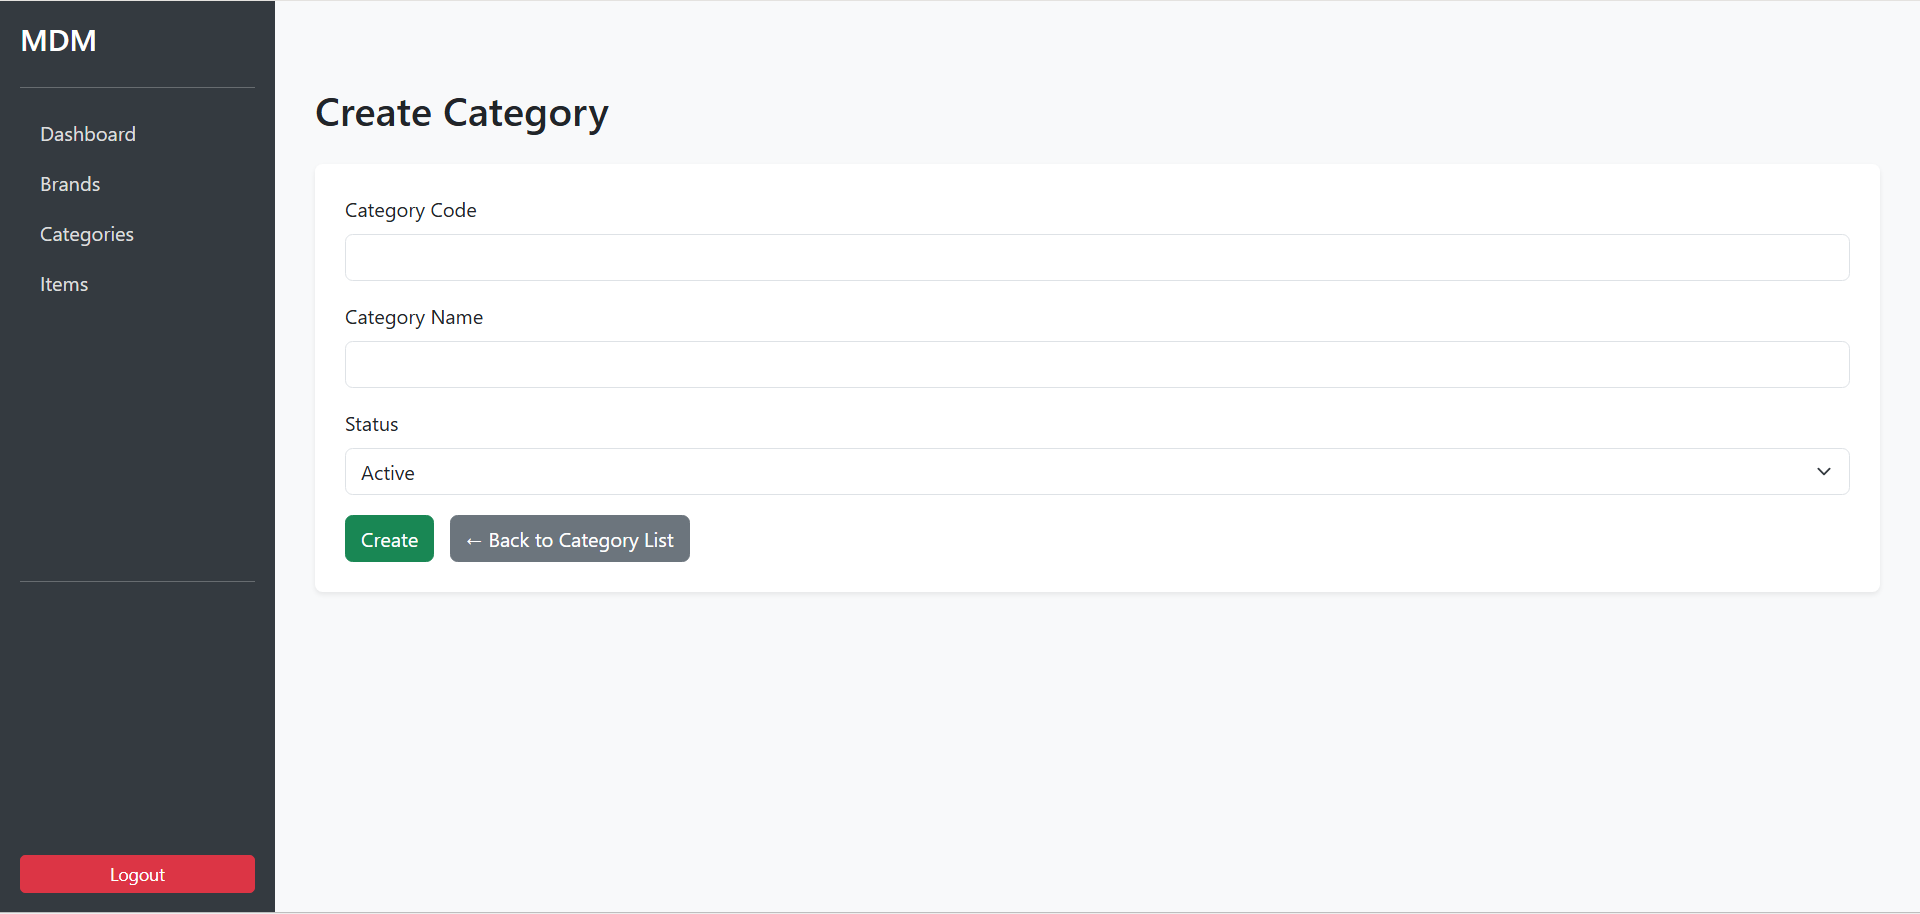 MDM
Dashboard
Brands
Categories
Items
Logout
Create Category
Category Code
Category Name
Status
Active
Create
← Back to Category List